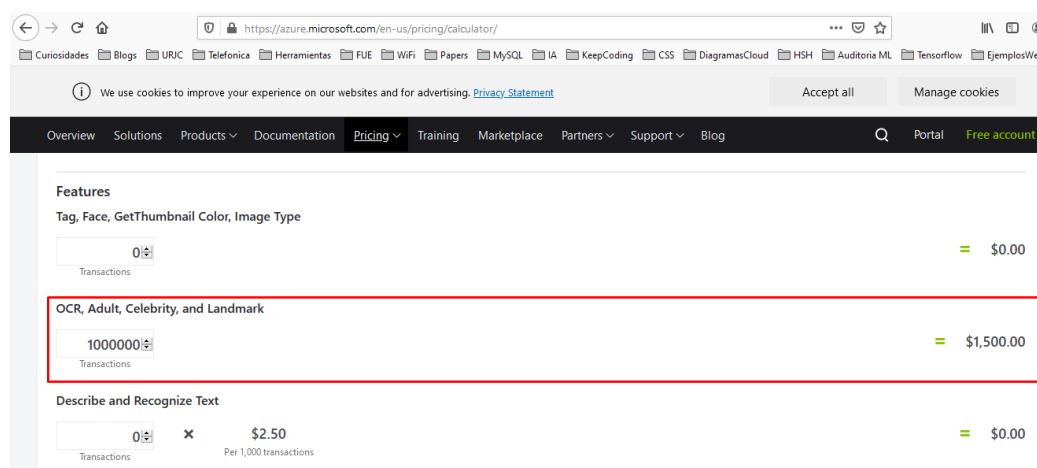 https://azure.microsoft.com/en-us/pricing/calculator/
Curiosidades Blogs URJC Telefonica Herramientas FUE WiFi Papers MySQL IA KeepCoding CSS DiagramasCloud HSH Auditoria ML Tensorflow EjemplosWe
We use cookies to improve your experience on our websites and for advertising. Privacy Statement Accept all Manage cookies
Overview Solutions Products Documentation Pricing Training Marketplace Partners Support Blog Portal Free account
Features
Tag, Face, GetThumbnail Color, Image Type
0 = $0.00
Transactions
OCR, Adult, Celebrity, and Landmark
1000000 = $1,500.00
Transactions
Describe and Recognize Text
0 × $2.50 = $0.00
Transactions Per 1,000 transactions